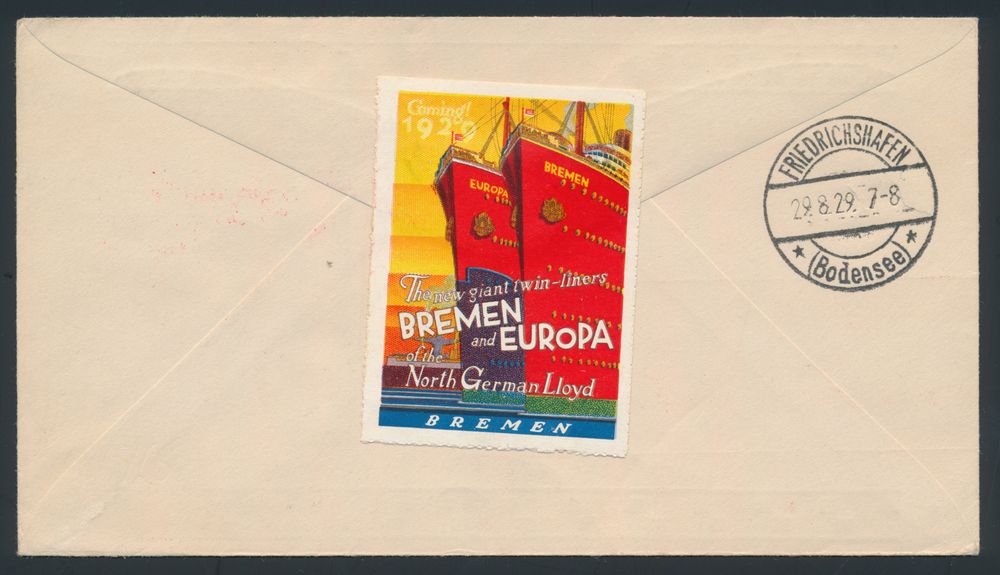 Coming!
1929
EUROPA
BREMEN
The new giant twin-liners
BREMEN
and EUROPA
of the
North German Lloyd
BREMEN
FRIEDRICHSHAFEN
29.8.29. 7-8
* (Bodensee) *